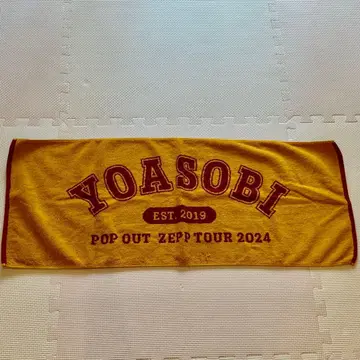 YOASOBI
EST. 2019
POP OUT ZEPP TOUR 2024